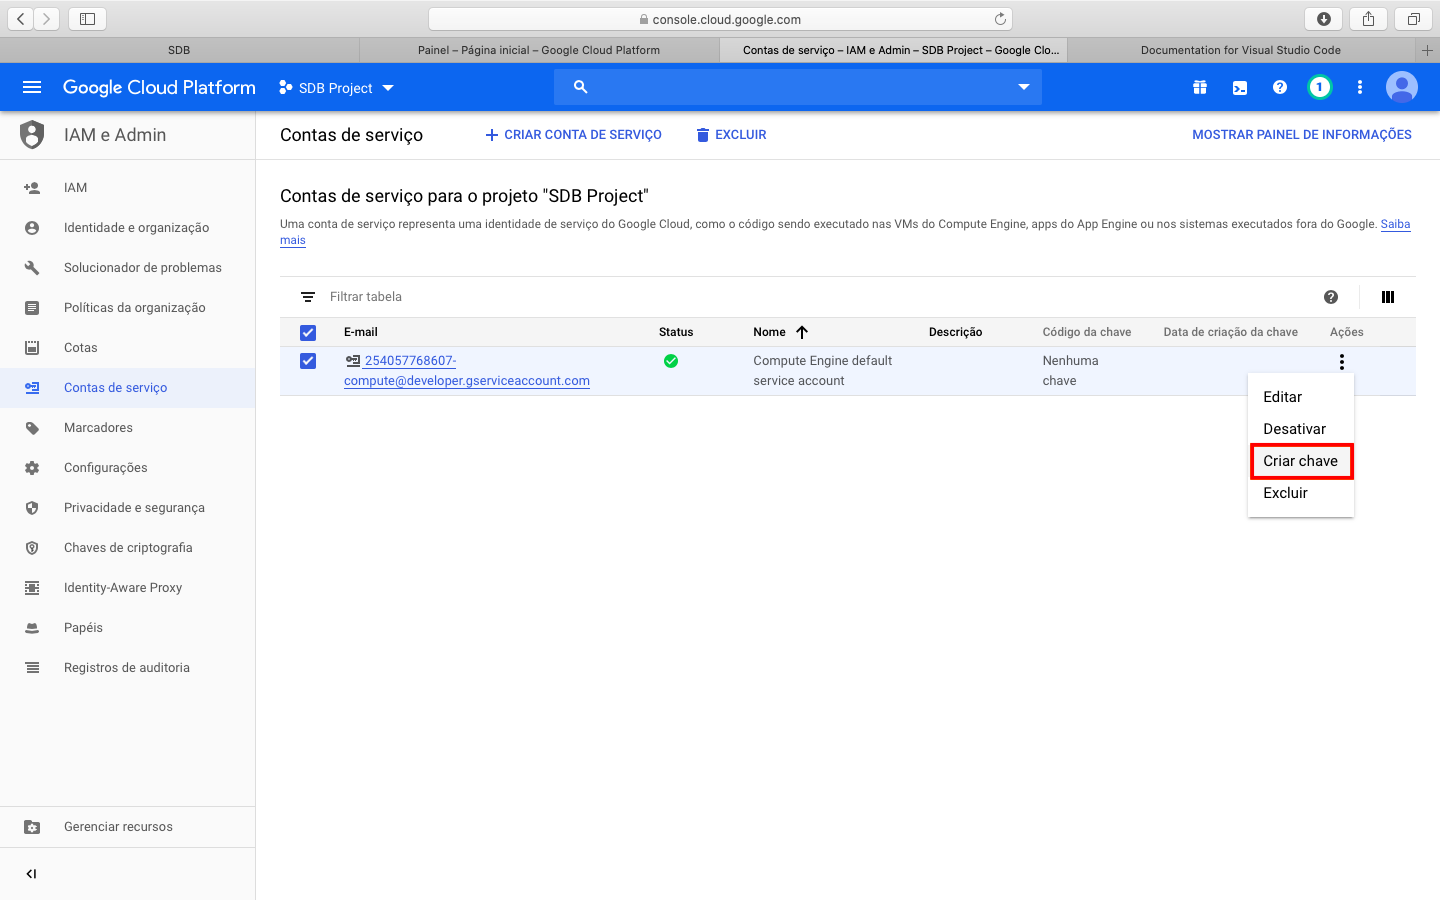 console.cloud.google.com
SDB
Painel – Página inicial – Google Cloud Platform
Contas de serviço – IAM e Admin – SDB Project – Google Clo...
Documentation for Visual Studio Code
Google Cloud Platform
SDB Project
1
IAM e Admin
Contas de serviço
CRIAR CONTA DE SERVIÇO
EXCLUIR
MOSTRAR PAINEL DE INFORMAÇÕES
IAM
Identidade e organização
Solucionador de problemas
Políticas da organização
Cotas
Contas de serviço
Marcadores
Configurações
Privacidade e segurança
Chaves de criptografia
Identity-Aware Proxy
Papéis
Registros de auditoria
Gerenciar recursos
Contas de serviço para o projeto "SDB Project"
Uma conta de serviço representa uma identidade de serviço do Google Cloud, como o código sendo executado nas VMs do Compute Engine, apps do App Engine ou nos sistemas executados fora do Google. Saiba
mais
Filtrar tabela
E-mail Status Nome Descrição Código da chave Data de criação da chave Ações
254057768607- Compute Engine default Nenhuma
compute@developer.gserviceaccount.com service account chave
Editar
Desativar
Criar chave
Excluir